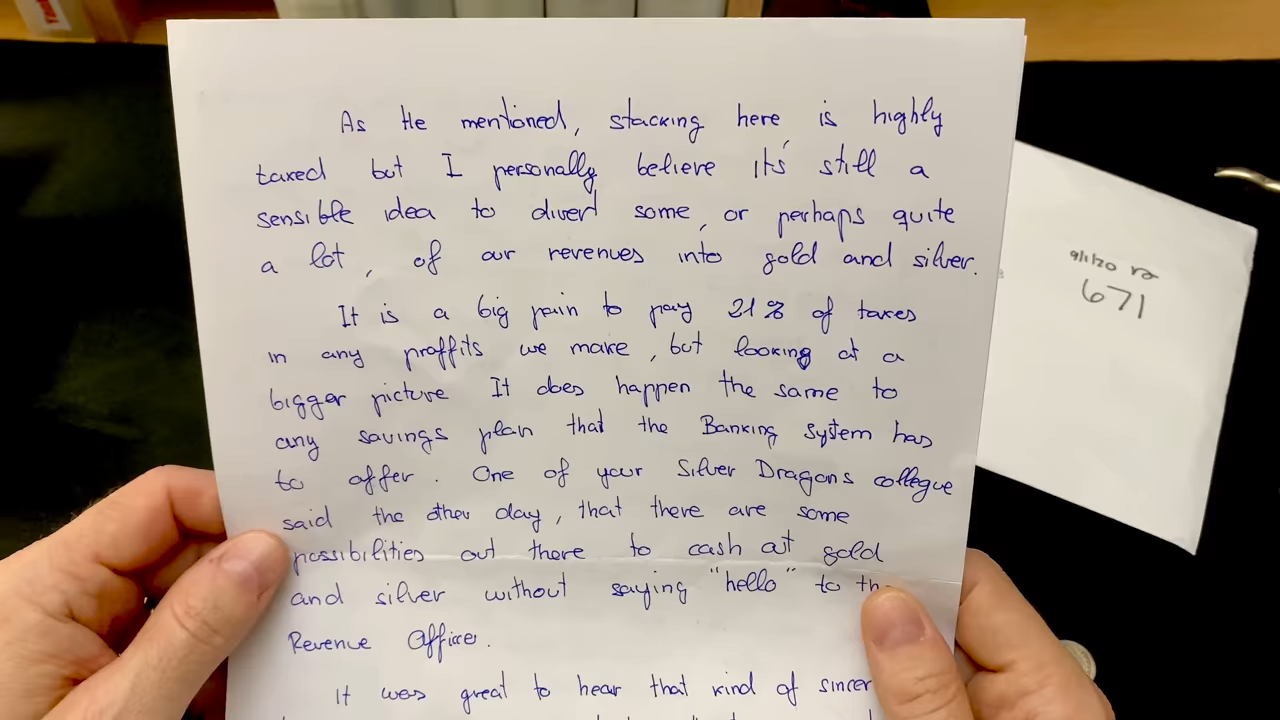 As He mentioned, stacking here is highly
taxed but I personally believe it's still a
sensible idea to divert some, or perhaps quite
a lot, of our revenues into gold and silver.
It is a big pain to pay 21% of taxes
in any proffits we make, but looking at a
bigger picture It does happen the same to
any savings plan that the Banking System has
to offer. One of your Silver Dragons collegue
said the other day, that there are some
possibilities out there to cash at gold
and silver without saying "hello" to
Revenue Office.
It was great to hear that kind of
9/1/20
671